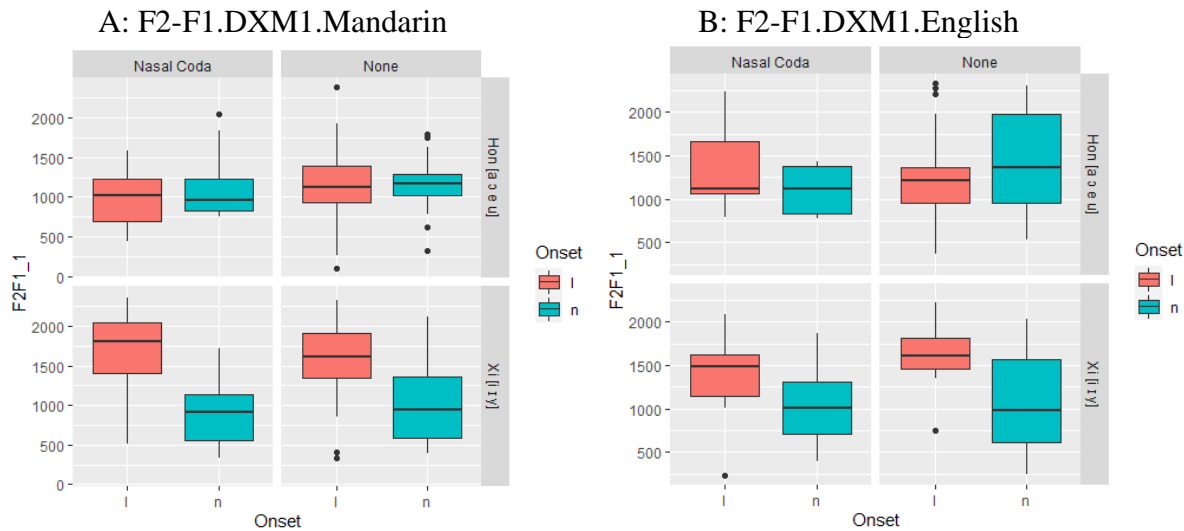 A: F2-F1.DXM1.Mandarin
Nasal Coda
None
2000
1500
1000
500
0
Hon [a ɔ e u]
2000
1500
1000
500
0
Xi [i ɪ y]
F2F1_1
l
n
l
n
Onset
Onset
l
n
B: F2-F1.DXM1.English
Nasal Coda
None
2000
1500
1000
500
Hon [a ɔ e u]
2000
1500
1000
500
Xi [i ɪ y]
F2F1_1
l
n
l
n
Onset
Onset
l
n